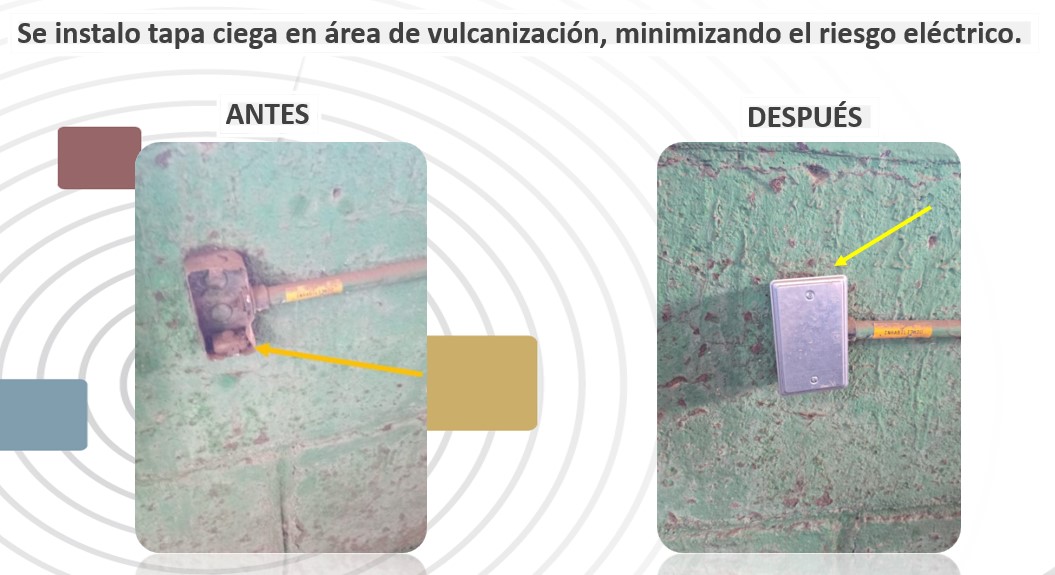 Se instalo tapa ciega en área de vulcanización, minimizando el riesgo eléctrico.
ANTES
DESPUÉS